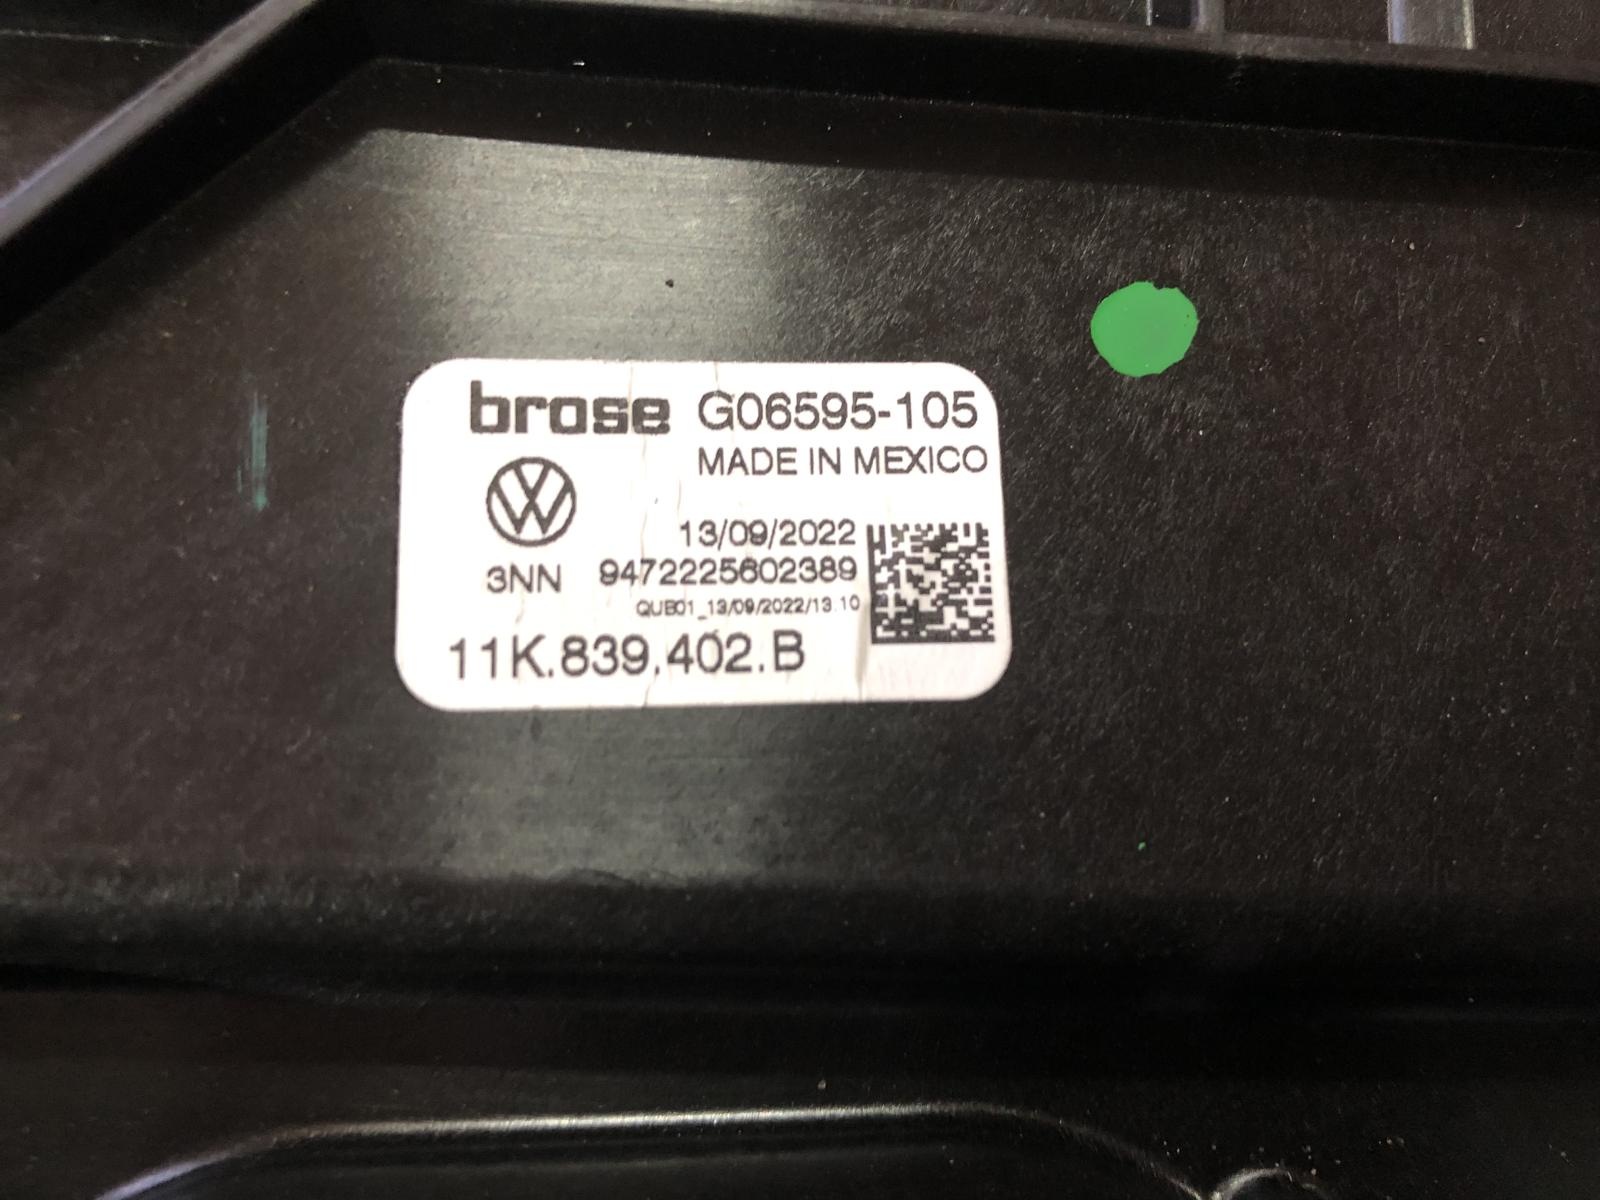 brose G06595-105
MADE IN MEXICO
13/09/2022
3NN 9472225602389
QUB01_13/09/2022/13:10
11K.839.402.B